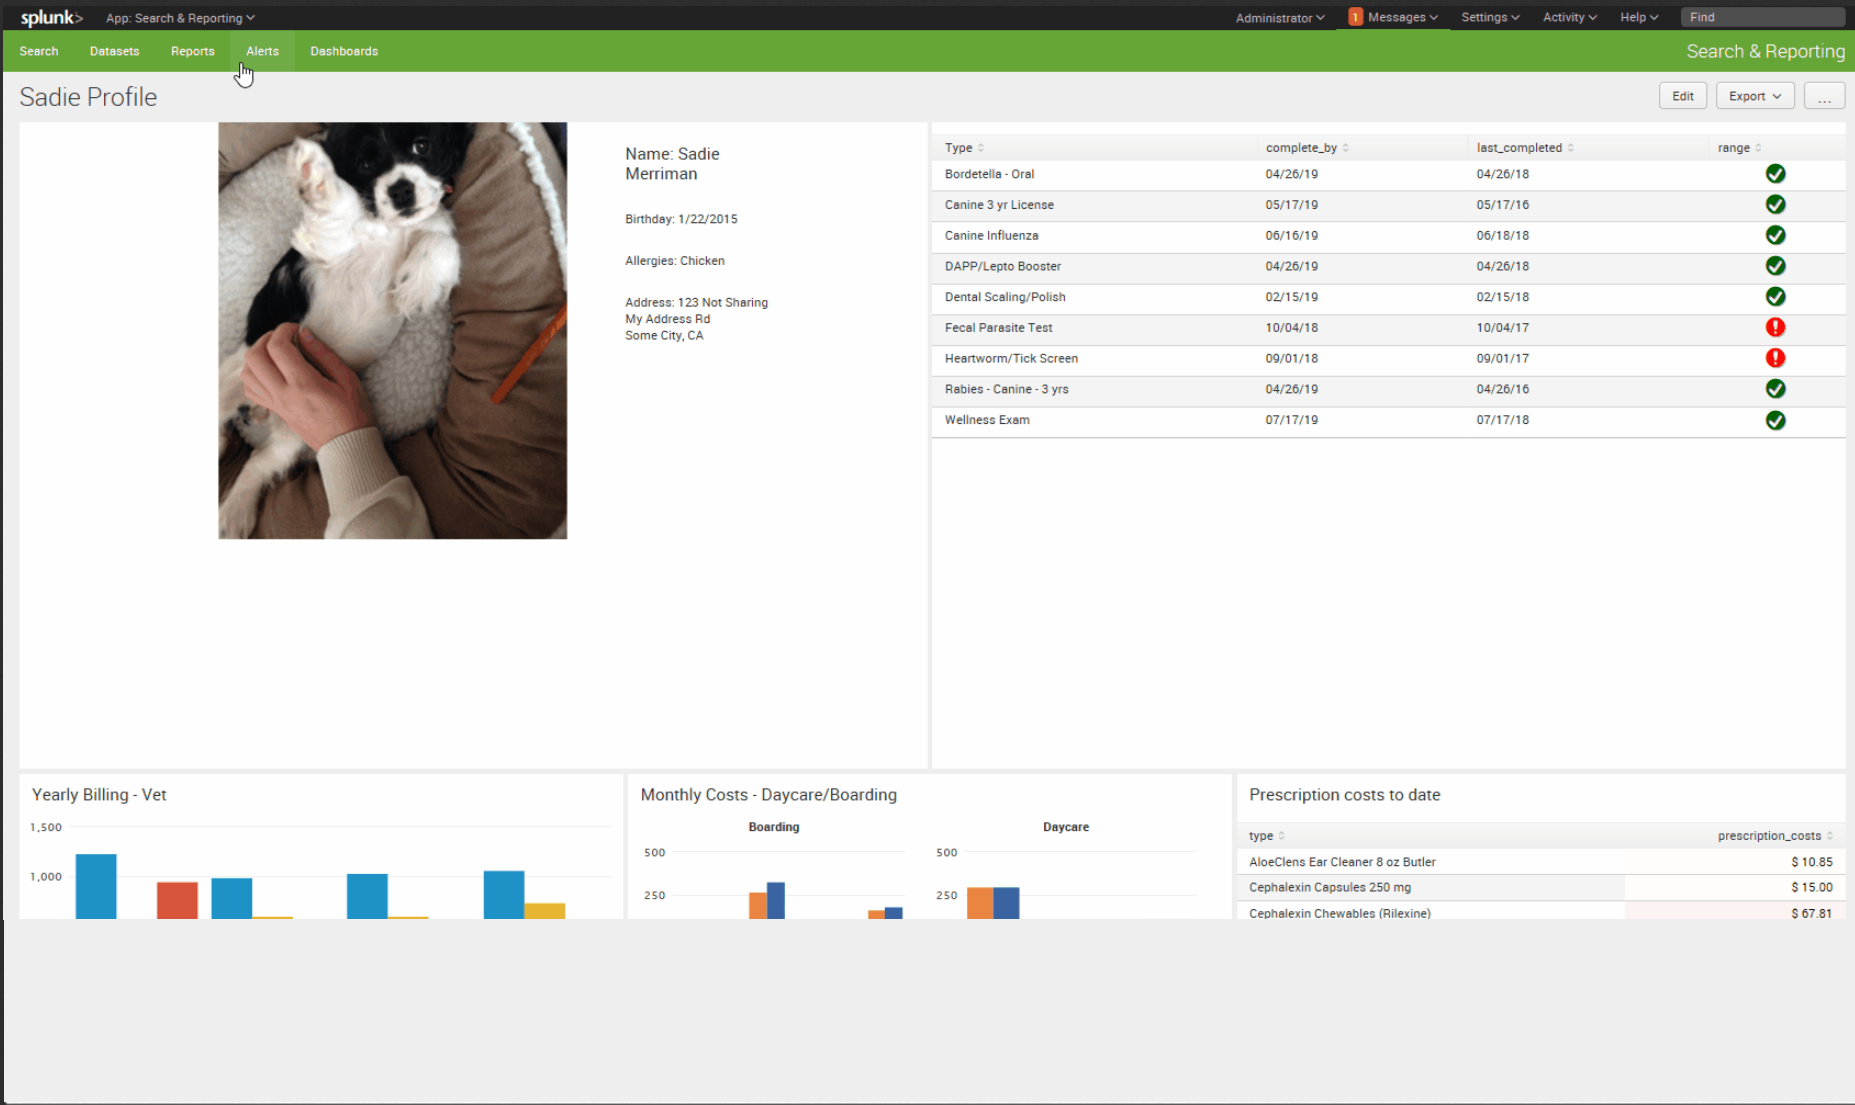 splunk> App: Search & Reporting Administrator 1 Messages Settings Activity Help Find
Search Datasets Reports Alerts Dashboards Search & Reporting
Sadie Profile Edit Export ...
Name: Sadie
Merriman
Birthday: 1/22/2015
Allergies: Chicken
Address: 123 Not Sharing
My Address Rd
Some City, CA
Type complete_by last_completed range
Bordetella - Oral 04/26/19 04/26/18
Canine 3 yr License 05/17/19 05/17/16
Canine Influenza 06/16/19 06/18/18
DAPP/Lepto Booster 04/26/19 04/26/18
Dental Scaling/Polish 02/15/19 02/15/18
Fecal Parasite Test 10/04/18 10/04/17
Heartworm/Tick Screen 09/01/18 09/01/17
Rabies - Canine - 3 yrs 04/26/19 04/26/16
Wellness Exam 07/17/19 07/17/18
Yearly Billing - Vet
1,500
1,000
Monthly Costs - Daycare/Boarding
Boarding Daycare
500 500
250 250
Prescription costs to date
type prescription_costs
AloeClens Ear Cleaner 8 oz Butler $ 10.85
Cephalexin Capsules 250 mg $ 15.00
Cephalexin Chewables (Rilexine) $ 67.81